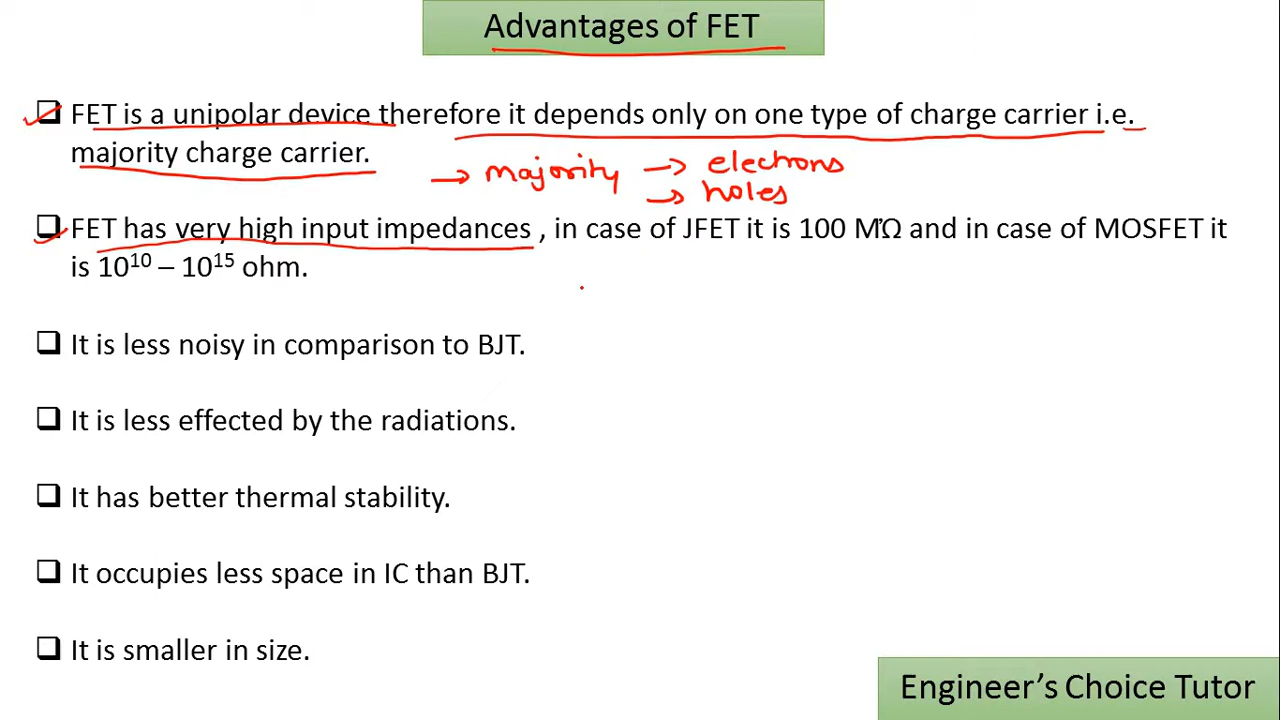 Advantages of FET
FET is a unipolar device therefore it depends only on one type of charge carrier i.e.
majority charge carrier.
→ majority → electrons
→ holes
FET has very high input impedances , in case of JFET it is 100 MΩ and in case of MOSFET it
is 10¹⁰ – 10¹⁵ ohm.
It is less noisy in comparison to BJT.
It is less effected by the radiations.
It has better thermal stability.
It occupies less space in IC than BJT.
It is smaller in size.
Engineer's Choice Tutor